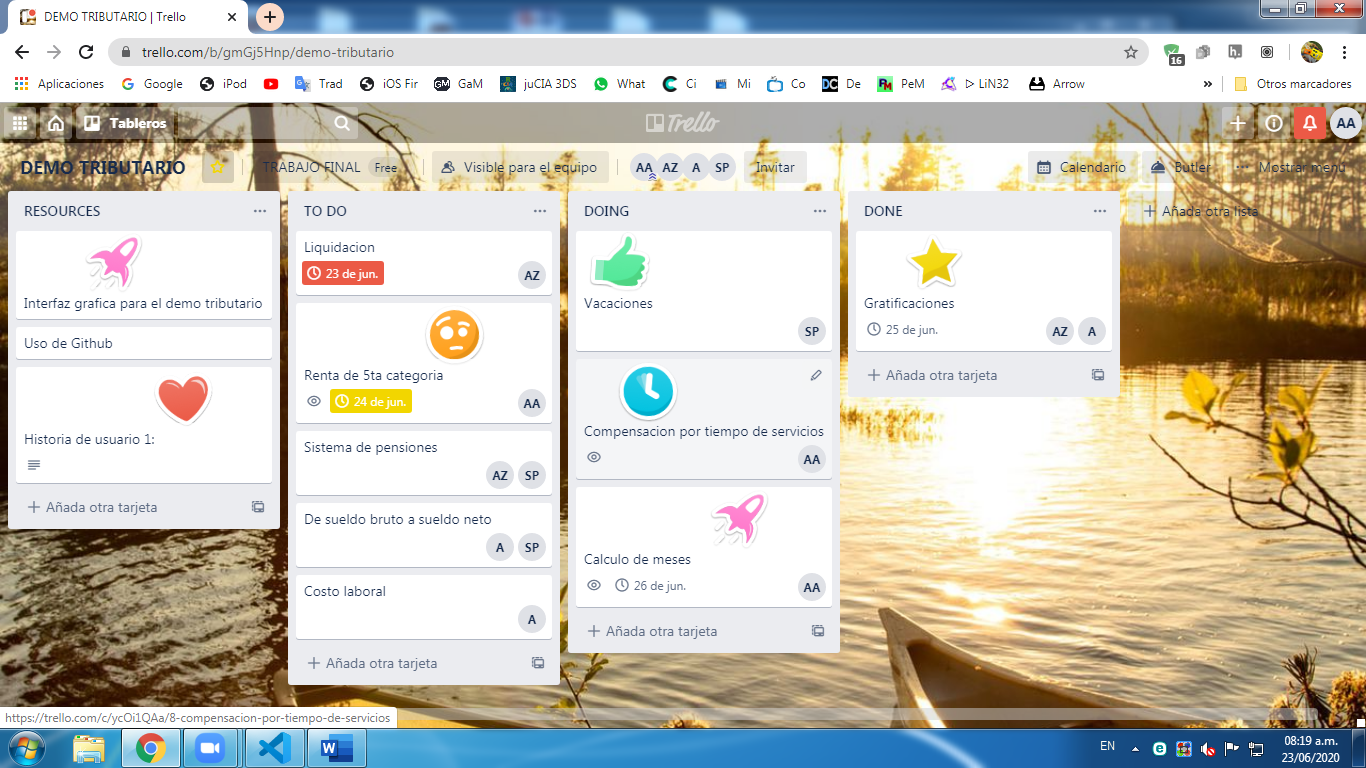 DEMO TRIBUTARIO | Trello
trello.com/b/gmGj5Hnp/demo-tributario
16
h.
Aplicaciones
Google
iPod
Trad
iOS Fir
GM
GaM
juCIA 3DS
What
Ci
Mi
Co
DC
De
PeM
LiN32
Arrow
»
Otros marcadores
Tableros
Trello
AA
DEMO TRIBUTARIO
TRABAJO FINAL
Free
Visible para el equipo
AA
AZ
A
SP
Invitar
Calendario
Butler
Mostrar menú
RESOURCES
Interfaz grafica para el demo tributario
Uso de Github
Historia de usuario 1:
+ Añada otra tarjeta
TO DO
Liquidacion
23 de jun.
AZ
Renta de 5ta categoria
24 de jun.
AA
Sistema de pensiones
AZ
SP
De sueldo bruto a sueldo neto
A
SP
Costo laboral
A
+ Añada otra tarjeta
DOING
Vacaciones
SP
Compensacion por tiempo de servicios
AA
Calculo de meses
26 de jun.
AA
+ Añada otra tarjeta
DONE
Gratificaciones
25 de jun.
AZ
A
+ Añada otra tarjeta
+ Añada otra lista
https://trello.com/c/ycOi1QAa/8-compensacion-por-tiempo-de-servicios
W
EN
08:19 a.m.
23/06/2020